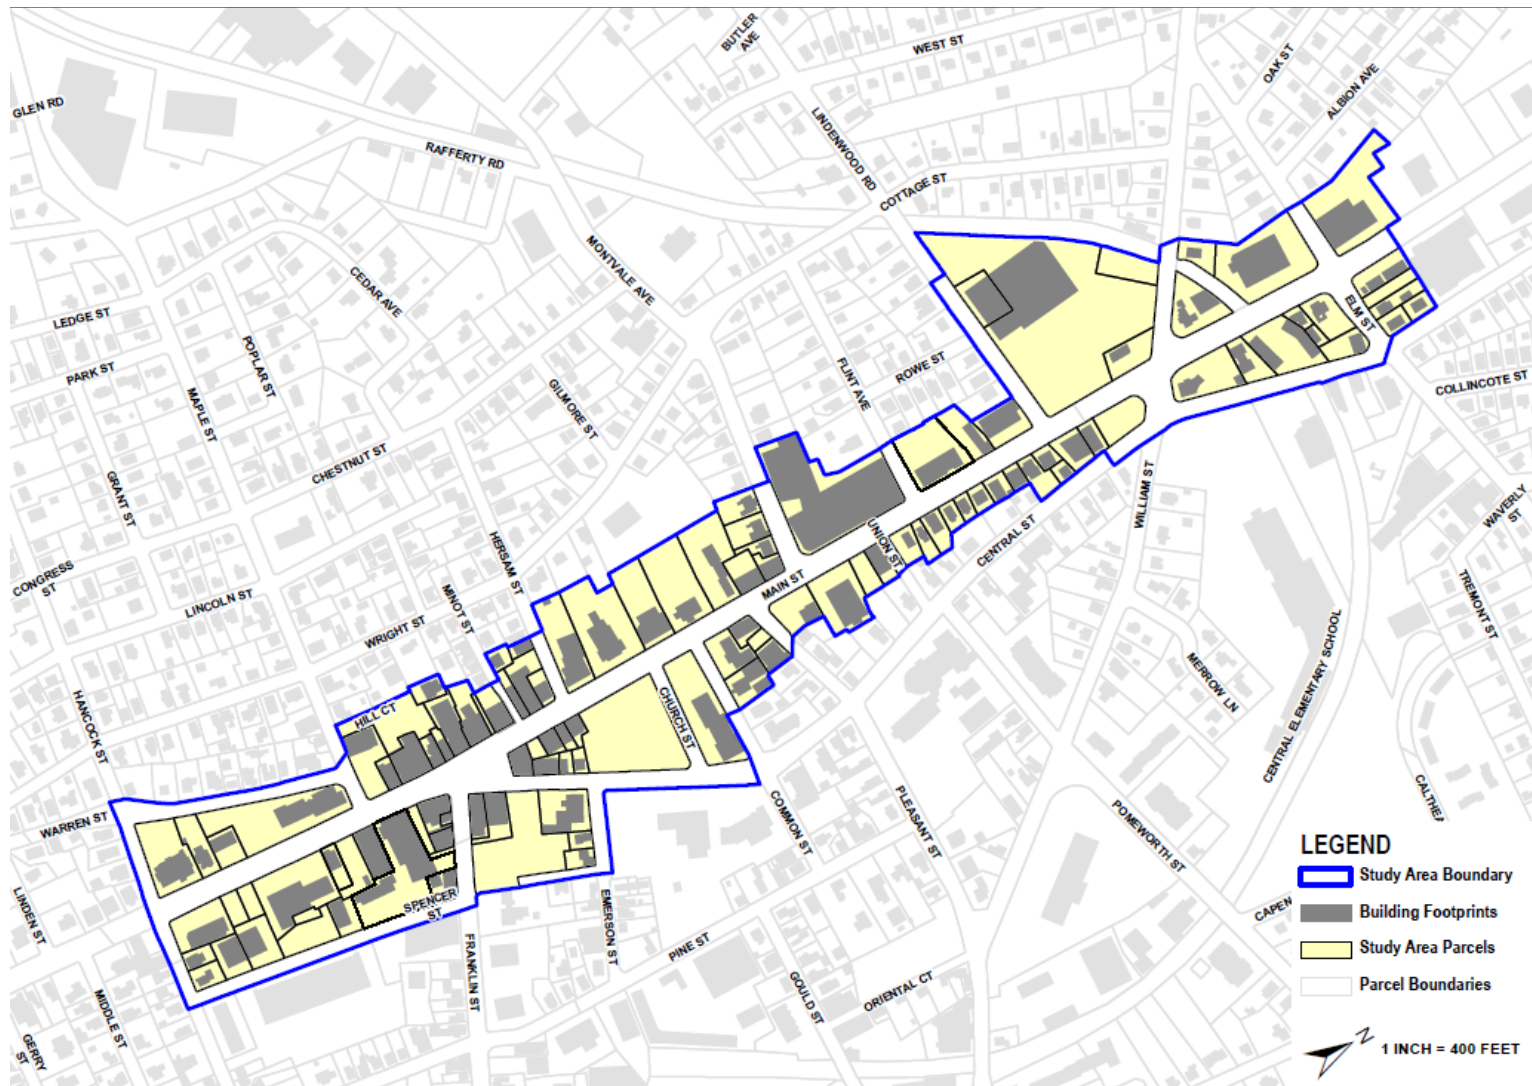 BUTLER
AVE
WEST ST
OAK ST
ALBION AVE
GLEN RD
RAFFERTY RD
LINDENWOOD RD
COTTAGE ST
MONTVALE AVE
CEDAR AVE
LEDGE ST
PARK ST
POPLAR ST
MAPLE ST
GILMORE ST
FLINT AVE
ROWE ST
ELM ST
COLLINCOTE ST
CHESTNUT ST
GRANT ST
HERSAM ST
UNION ST
CENTRAL ST
WILLIAM ST
WAVERLY
ST
CONGRESS
ST
LINCOLN ST
MINOT ST
WRIGHT ST
MAIN ST
TREMONT ST
CENTRAL ELEMENTARY SCHOOL
MERROW LN
HANCOCK ST
HILL CT
CHURCH ST
WARREN ST
COMMON ST
PLEASANT ST
POMEWORTH ST
LINDEN ST
SPENCER
ST
EMERSON ST
FRANKLIN ST
PINE ST
GOULD ST
ORIENTAL CT
CAPEN
MIDDLE ST
GERRY
ST
LEGEND
Study Area Boundary
Building Footprints
Study Area Parcels
Parcel Boundaries
N
1 INCH = 400 FEET